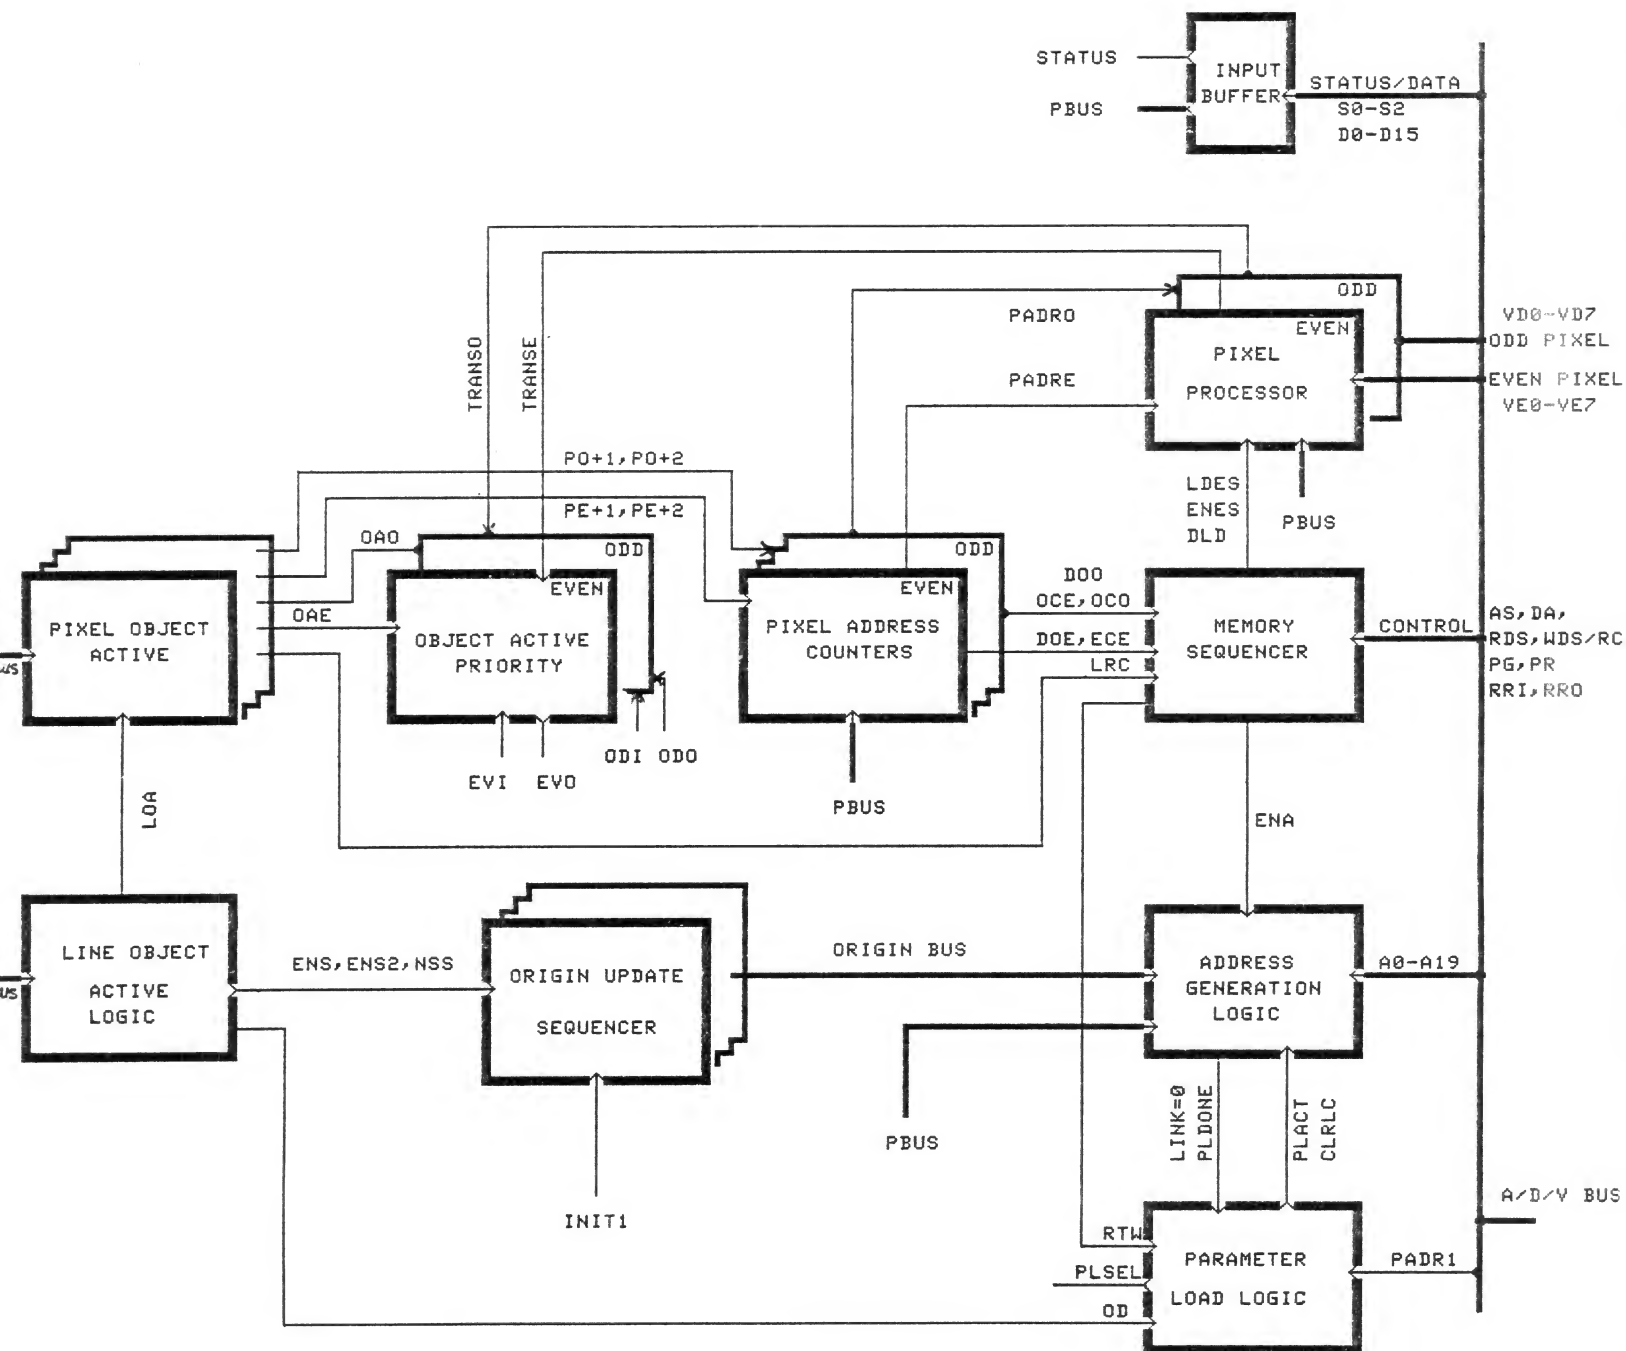 STATUS
PBUS
INPUT
BUFFER
STATUS/DATA
S0-S2
D0-D15
ODD
EVEN
PIXEL
PROCESSOR
PADRO
PADRE
VD0-VD7
ODD PIXEL
EVEN PIXEL
VE0-VE7
TRANSO
TRANSE
PO+1,PO+2
PE+1,PE+2
LDES
ENES
DLD
PBUS
OAO
OAE
PIXEL OBJECT
ACTIVE
ODD
EVEN
OBJECT ACTIVE
PRIORITY
ODI ODO
EVI EVO
ODD
EVEN
PIXEL ADDRESS
COUNTERS
PBUS
DOO
OCE,OCO
DOE,ECE
LRC
MEMORY
SEQUENCER
CONTROL
AS,DA,
RDS,WDS/RC
PG,PR
RRI,RRO
LOA
ENA
LINE OBJECT
ACTIVE
LOGIC
ENS,ENS2,NSS
ORIGIN UPDATE
SEQUENCER
INIT1
ORIGIN BUS
PBUS
ADDRESS
GENERATION
LOGIC
A0-A19
LINK=0
PLDONE
PLACT
CLRLC
A/D/V BUS
RTW
PLSEL
OD
PARAMETER
LOAD LOGIC
PADR1